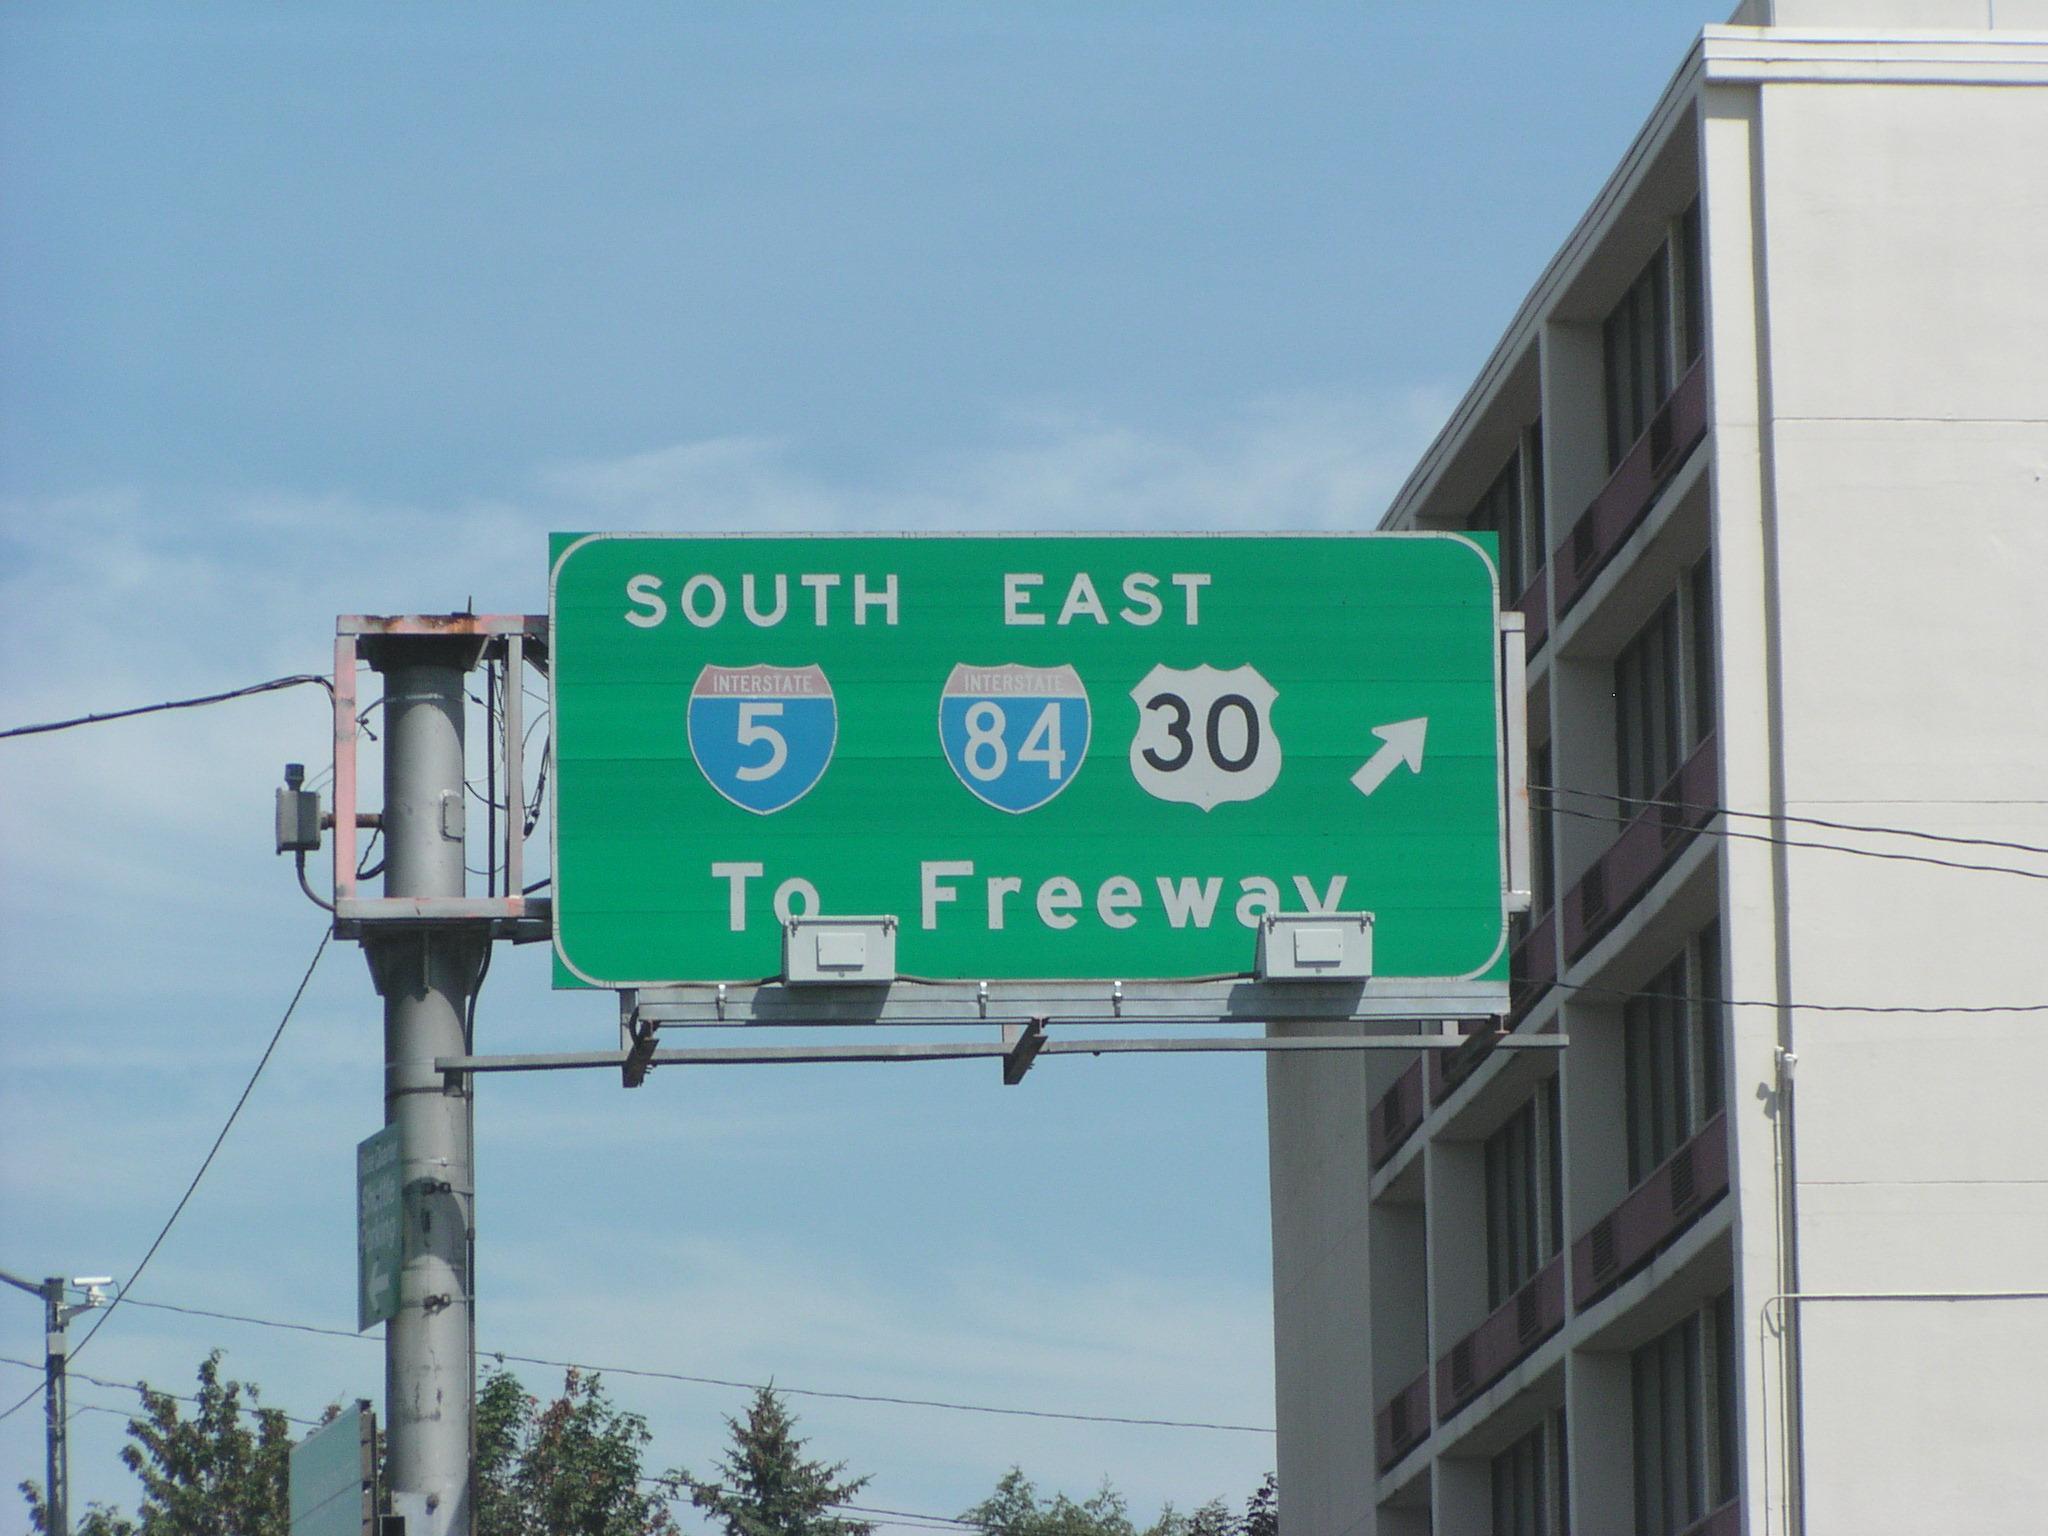 SOUTH EAST
INTERSTATE INTERSTATE
5 84 30
To Freeway